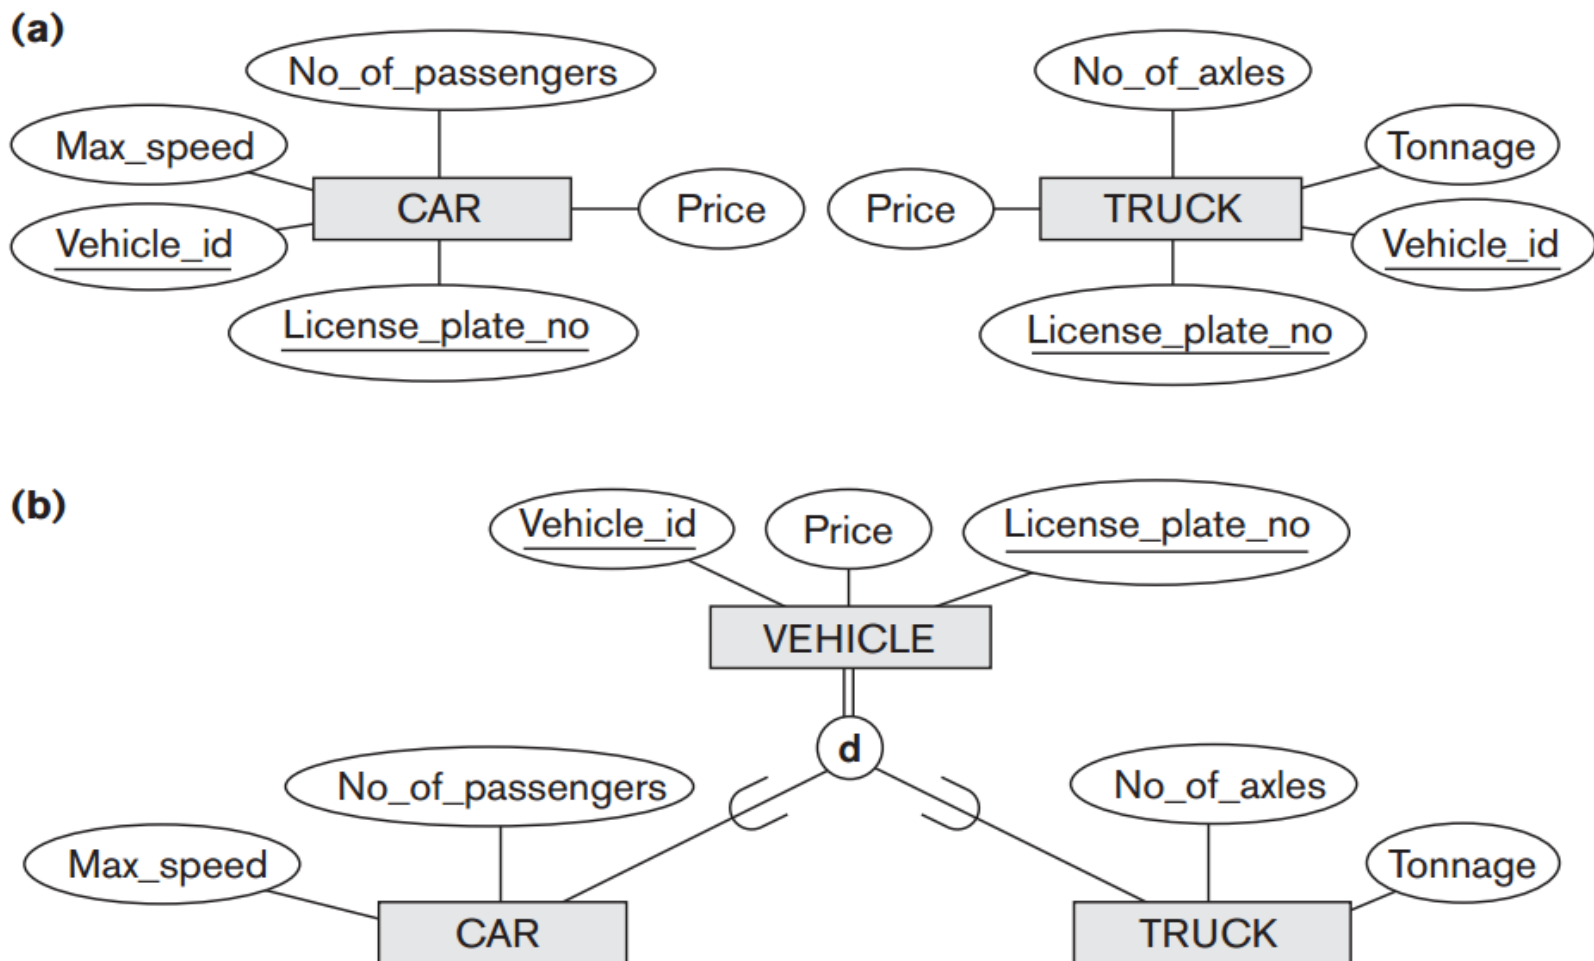 (a)
No_of_passengers
No_of_axles
Max_speed
Tonnage
CAR
Price
Price
TRUCK
Vehicle_id
Vehicle_id
License_plate_no
License_plate_no
(b)
Vehicle_id
Price
License_plate_no
VEHICLE
d
No_of_passengers
No_of_axles
Max_speed
Tonnage
CAR
TRUCK